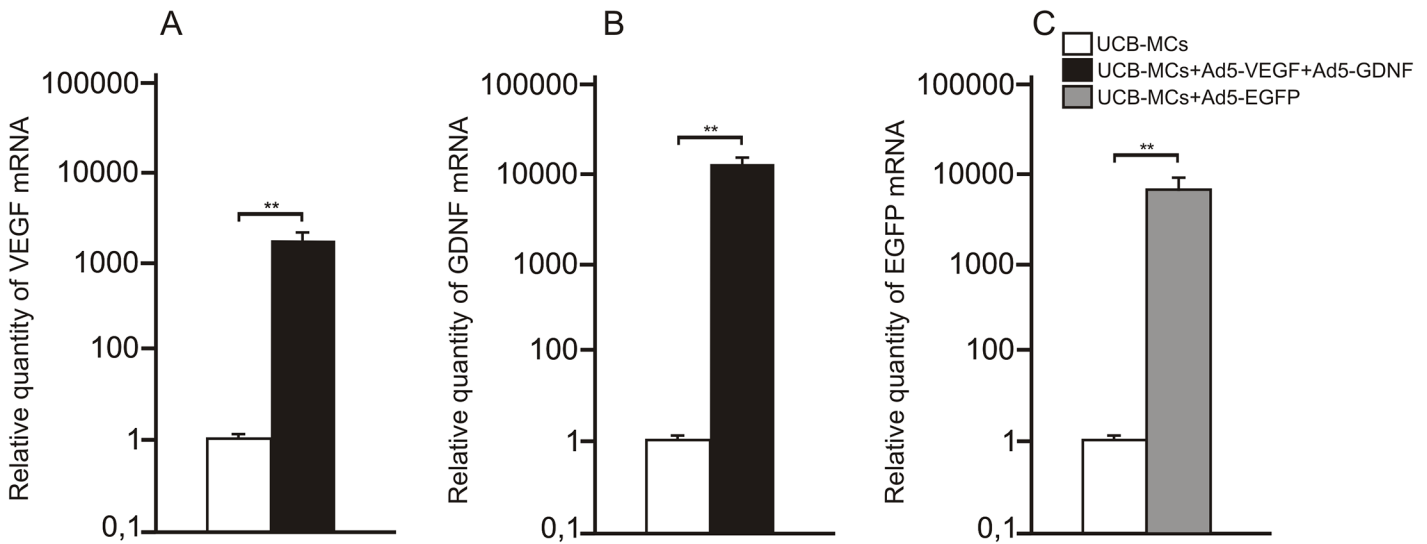 A
Relative quantity of VEGF mRNA
100000
10000
1000
100
1
0,1
**
B
Relative quantity of GDNF mRNA
100000
10000
1000
100
1
0,1
**
C
UCB-MCs
UCB-MCs+Ad5-VEGF+Ad5-GDNF
UCB-MCs+Ad5-EGFP
Relative quantity of EGFP mRNA
100000
10000
1000
100
1
0,1
**